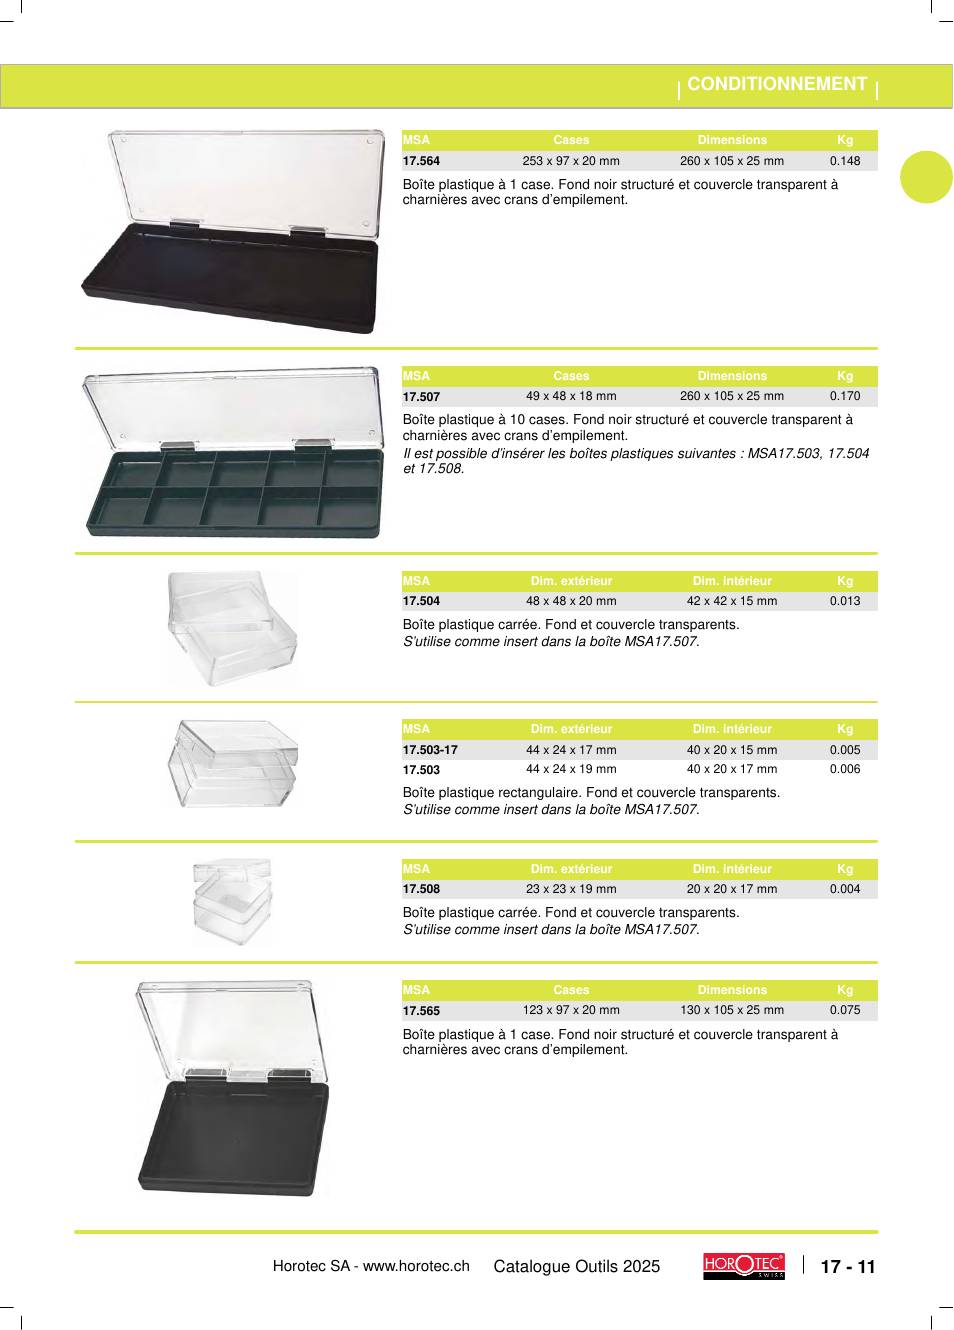 CONDITIONNEMENT
MSA Cases Dimensions Kg
17.564 253 x 97 x 20 mm 260 x 105 x 25 mm 0.148
Boîte plastique à 1 case. Fond noir structuré et couvercle transparent à
charnières avec crans d’empilement.
MSA Cases Dimensions Kg
17.507 49 x 48 x 18 mm 260 x 105 x 25 mm 0.170
Boîte plastique à 10 cases. Fond noir structuré et couvercle transparent à
charnières avec crans d’empilement.
Il est possible d’insérer les boîtes plastiques suivantes : MSA17.503, 17.504
et 17.508.
MSA Dim. extérieur Dim. intérieur Kg
17.504 48 x 48 x 20 mm 42 x 42 x 15 mm 0.013
Boîte plastique carrée. Fond et couvercle transparents.
S’utilise comme insert dans la boîte MSA17.507.
MSA Dim. extérieur Dim. intérieur Kg
17.503-17 44 x 24 x 17 mm 40 x 20 x 15 mm 0.005
17.503 44 x 24 x 19 mm 40 x 20 x 17 mm 0.006
Boîte plastique rectangulaire. Fond et couvercle transparents.
S’utilise comme insert dans la boîte MSA17.507.
MSA Dim. extérieur Dim. intérieur Kg
17.508 23 x 23 x 19 mm 20 x 20 x 17 mm 0.004
Boîte plastique carrée. Fond et couvercle transparents.
S’utilise comme insert dans la boîte MSA17.507.
MSA Cases Dimensions Kg
17.565 123 x 97 x 20 mm 130 x 105 x 25 mm 0.075
Boîte plastique à 1 case. Fond noir structuré et couvercle transparent à
charnières avec crans d’empilement.
Horotec SA - www.horotec.ch Catalogue Outils 2025 HOROTEC® SWISS 17 - 11